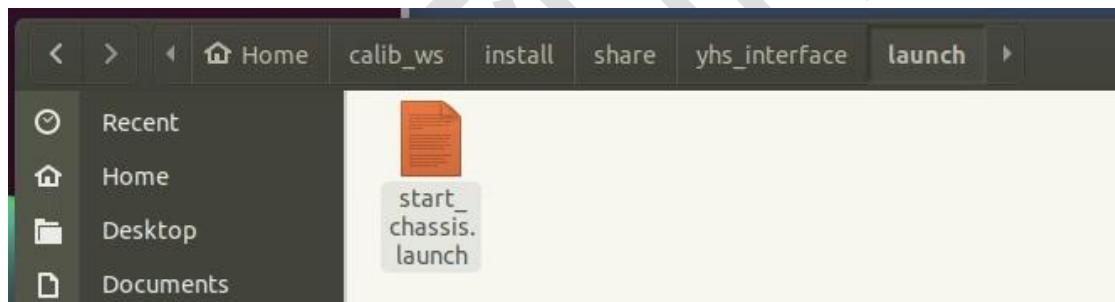 Home calib_ws install share yhs_interface launch
Recent
Home
Desktop
Documents
start_
chassis.
launch